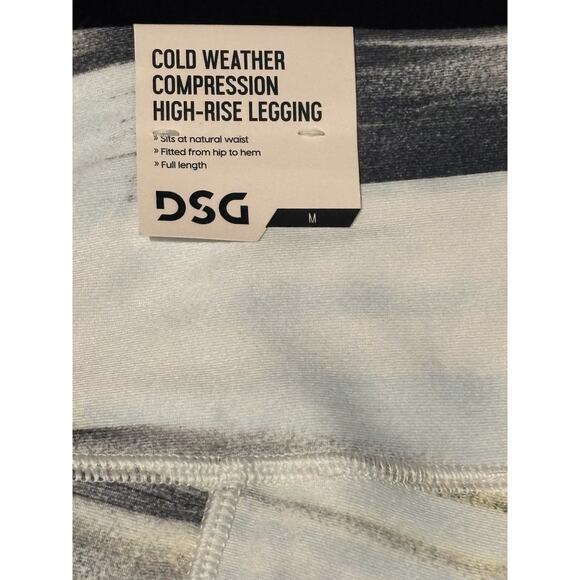 COLD WEATHER
COMPRESSION
HIGH-RISE LEGGING
» Sits at natural waist
» Fitted from hip to hem
» Full length
DSG
M